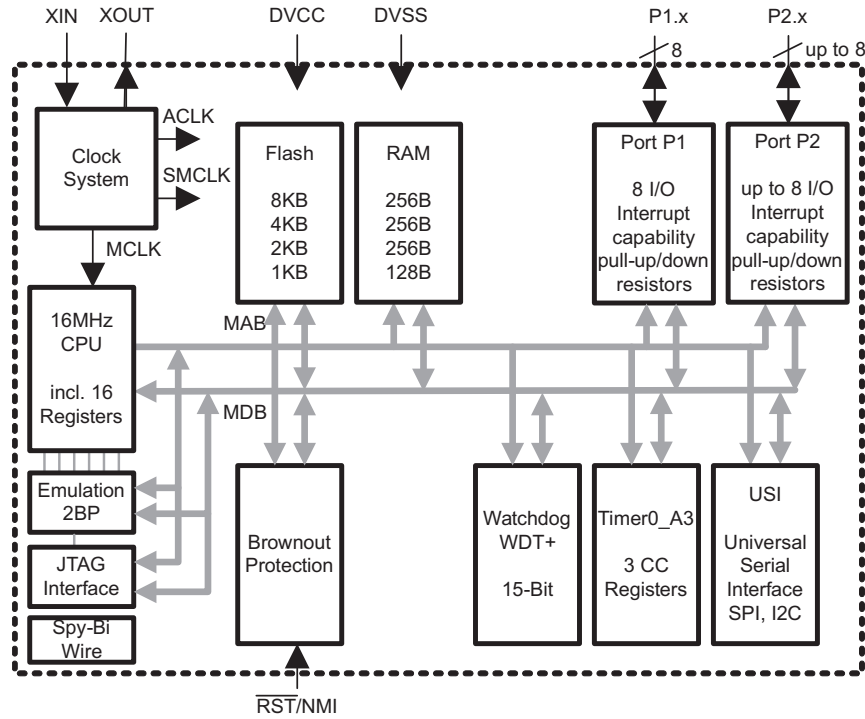 XIN
XOUT
DVCC
DVSS
P1.x
P2.x
8
up to 8
Clock
System
ACLK
SMCLK
MCLK
Flash
8KB
4KB
2KB
1KB
RAM
256B
256B
256B
128B
Port P1
8 I/O
Interrupt
capability
pull-up/down
resistors
Port P2
up to 8 I/O
Interrupt
capability
pull-up/down
resistors
16MHz
CPU
incl. 16
Registers
MAB
MDB
Emulation
2BP
JTAG
Interface
Spy-Bi
Wire
Brownout
Protection
Watchdog
WDT+
15-Bit
Timer0_A3
3 CC
Registers
USI
Universal
Serial
Interface
SPI, I2C
RST/NMI